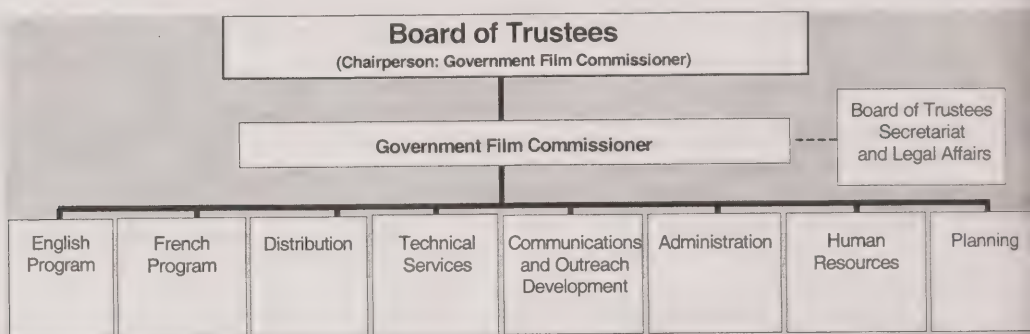 Board of Trustees
(Chairperson: Government Film Commissioner)
Government Film Commissioner
Board of Trustees
Secretariat
and Legal Affairs
English
Program
French
Program
Distribution
Technical
Services
Communications
and Outreach
Development
Administration
Human
Resources
Planning